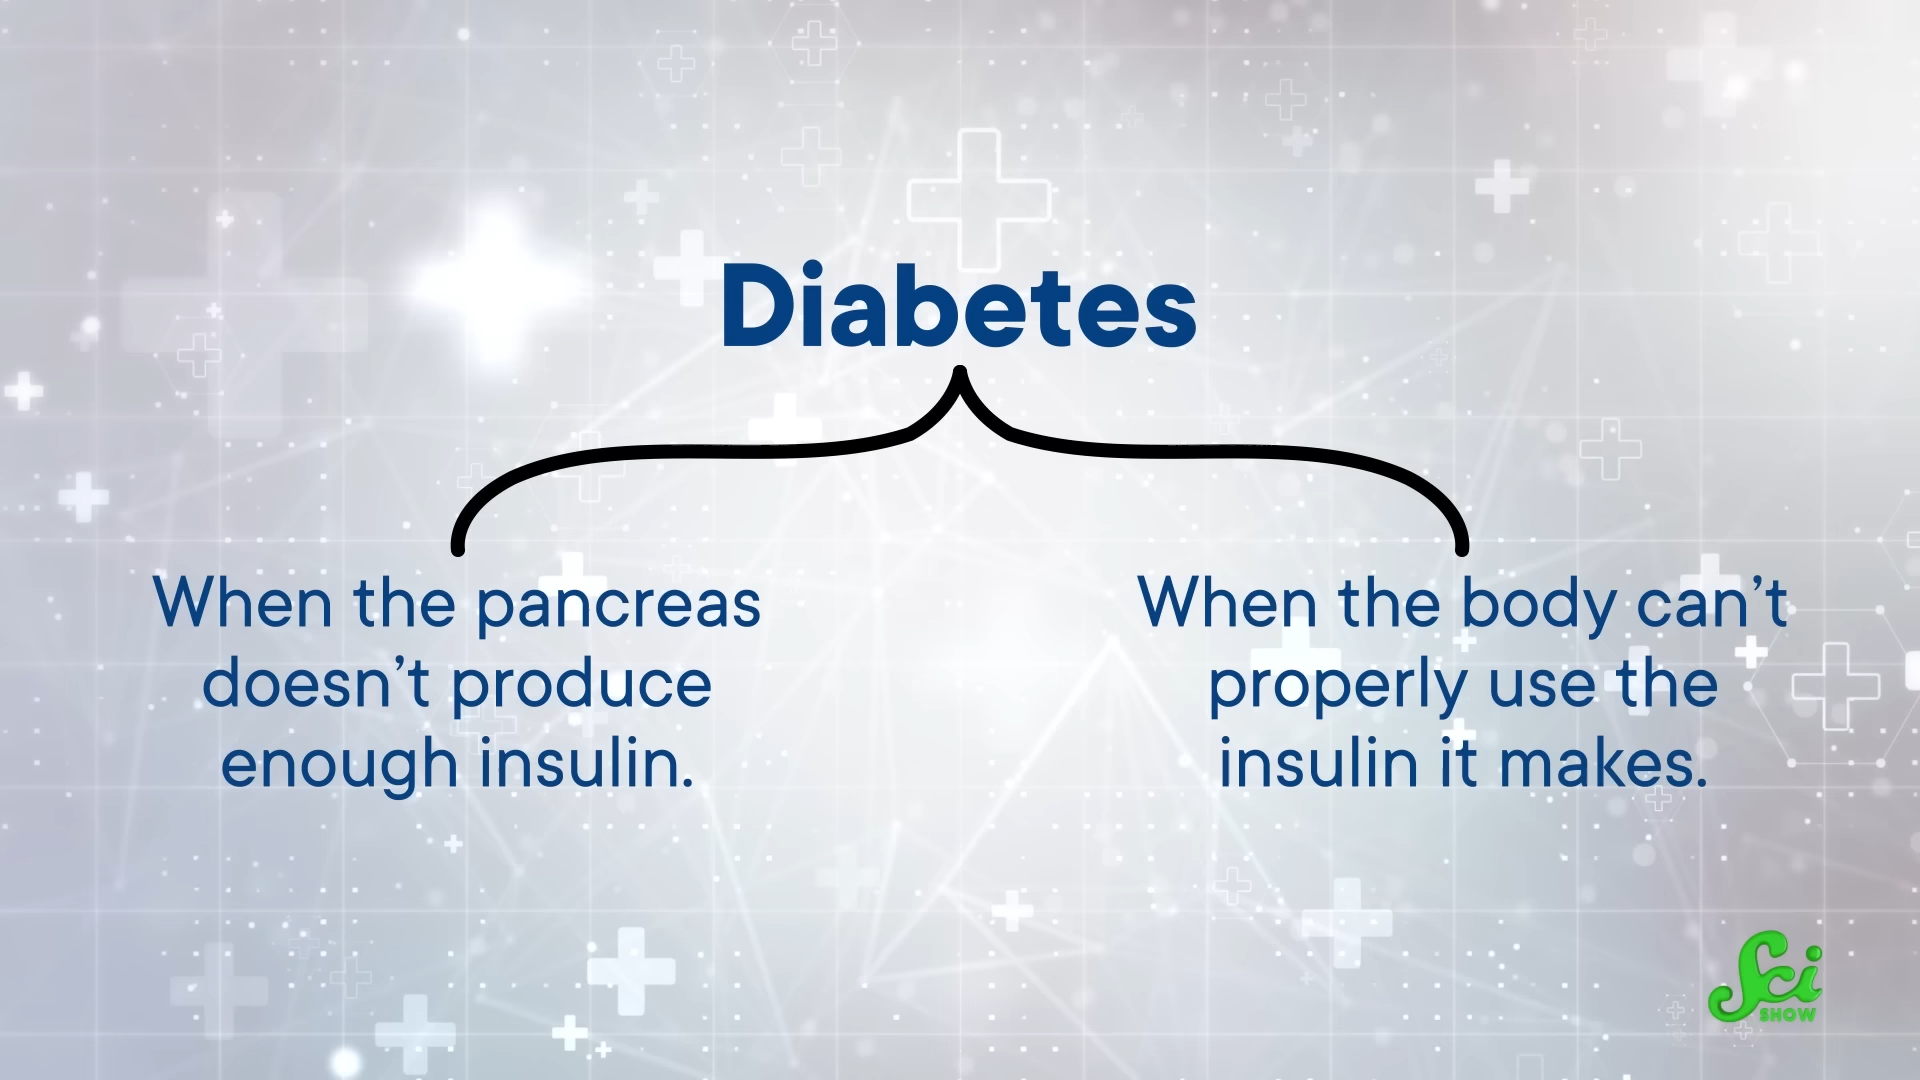 Diabetes
When the pancreas
doesn’t produce
enough insulin.
When the body can’t
properly use the
insulin it makes.
Sci
SHOW